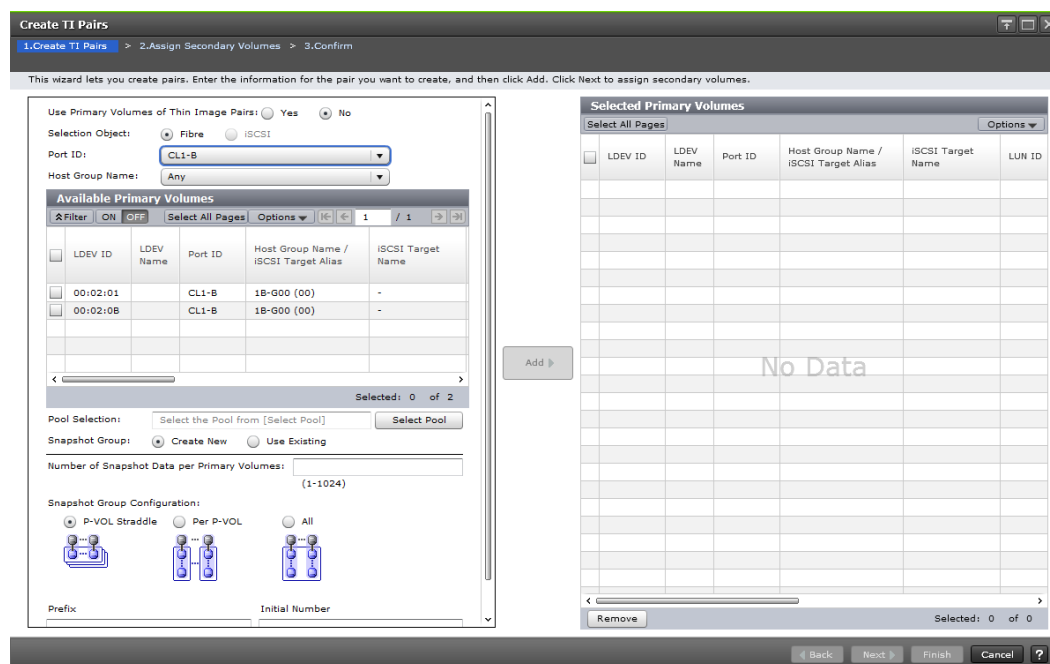 Create TI Pairs
1.Create TI Pairs > 2.Assign Secondary Volumes > 3.Confirm
This wizard lets you create pairs. Enter the information for the pair you want to create, and then click Add. Click Next to assign secondary volumes.
Use Primary Volumes of Thin Image Pairs: Yes No
Selection Object: Fibre iSCSI
Port ID: CL1-B
Host Group Name: Any
Available Primary Volumes
Filter ON OFF Select All Pages Options 1 / 1
LDEV ID LDEV Name Port ID Host Group Name / iSCSI Target Alias iSCSI Target Name
00:02:01 CL1-B 1B-G00 (00) -
00:02:0B CL1-B 1B-G00 (00) -
Selected: 0 of 2
Pool Selection: Select the Pool from [Select Pool] Select Pool
Snapshot Group: Create New Use Existing
Number of Snapshot Data per Primary Volumes:
(1-1024)
Snapshot Group Configuration:
P-VOL Straddle Per P-VOL All
Prefix Initial Number
Add
Selected Primary Volumes
Select All Pages Options
LDEV ID LDEV Name Port ID Host Group Name / iSCSI Target Alias iSCSI Target Name LUN ID
No Data
Remove Selected: 0 of 0
Back Next Finish Cancel ?